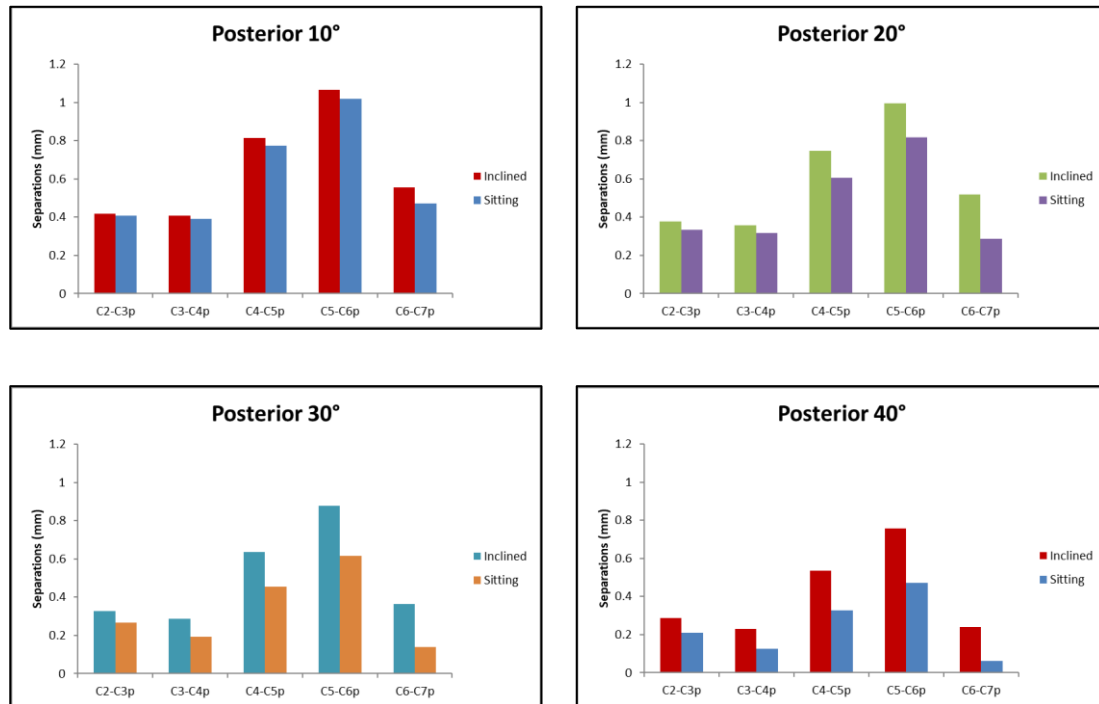 Posterior 10°
Separations (mm)
1.2
1
0.8
0.6
0.4
0.2
0
C2-C3p C3-C4p C4-C5p C5-C6p C6-C7p
Inclined
Sitting
Posterior 20°
Separations (mm)
1.2
1
0.8
0.6
0.4
0.2
0
C2-C3p C3-C4p C4-C5p C5-C6p C6-C7p
Inclined
Sitting
Posterior 30°
Separations (mm)
1.2
1
0.8
0.6
0.4
0.2
0
C2-C3p C3-C4p C4-C5p C5-C6p C6-C7p
Inclined
Sitting
Posterior 40°
Separations (mm)
1.2
1
0.8
0.6
0.4
0.2
0
C2-C3p C3-C4p C4-C5p C5-C6p C6-C7p
Inclined
Sitting